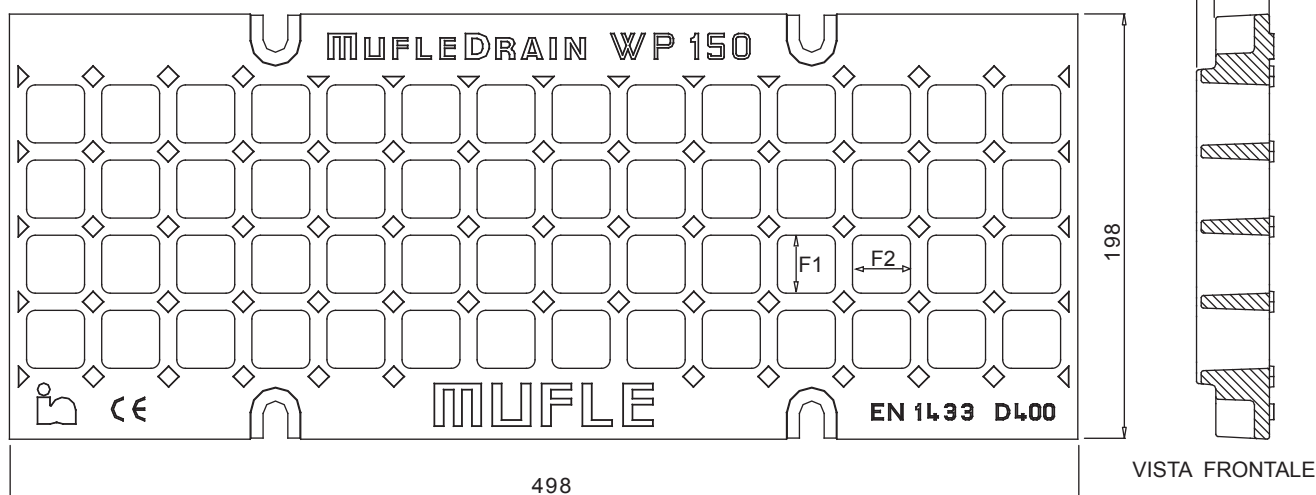 MUFLEDRAIN WP 150
F1
F2
198
CE
MUFLE
EN 1433 D400
498
VISTA FRONTALE